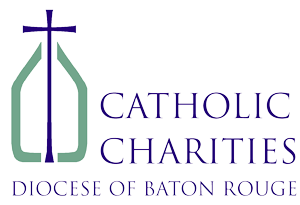 CATHOLIC
CHARITIES
DIOCESE OF BATON ROUGE